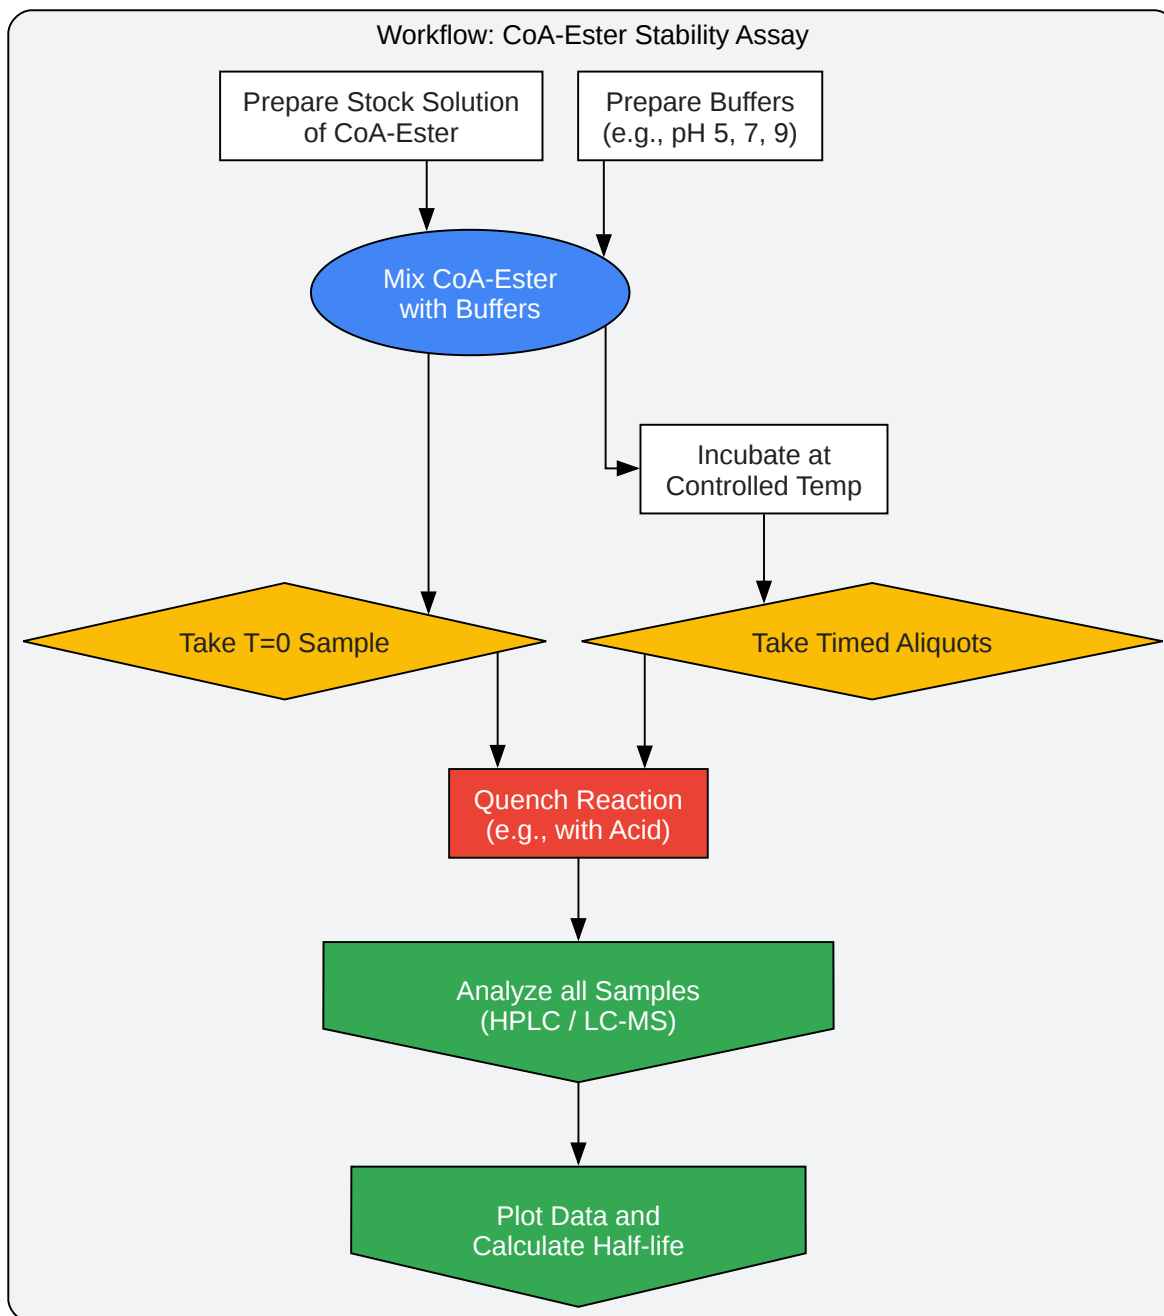 Workflow: CoA-Ester Stability Assay
Prepare Stock Solution
of CoA-Ester
Prepare Buffers
(e.g., pH 5, 7, 9)
Mix CoA-Ester
with Buffers
Incubate at
Controlled Temp
Take T=0 Sample
Take Timed Aliquots
Quench Reaction
(e.g., with Acid)
Analyze all Samples
(HPLC / LC-MS)
Plot Data and
Calculate Half-life